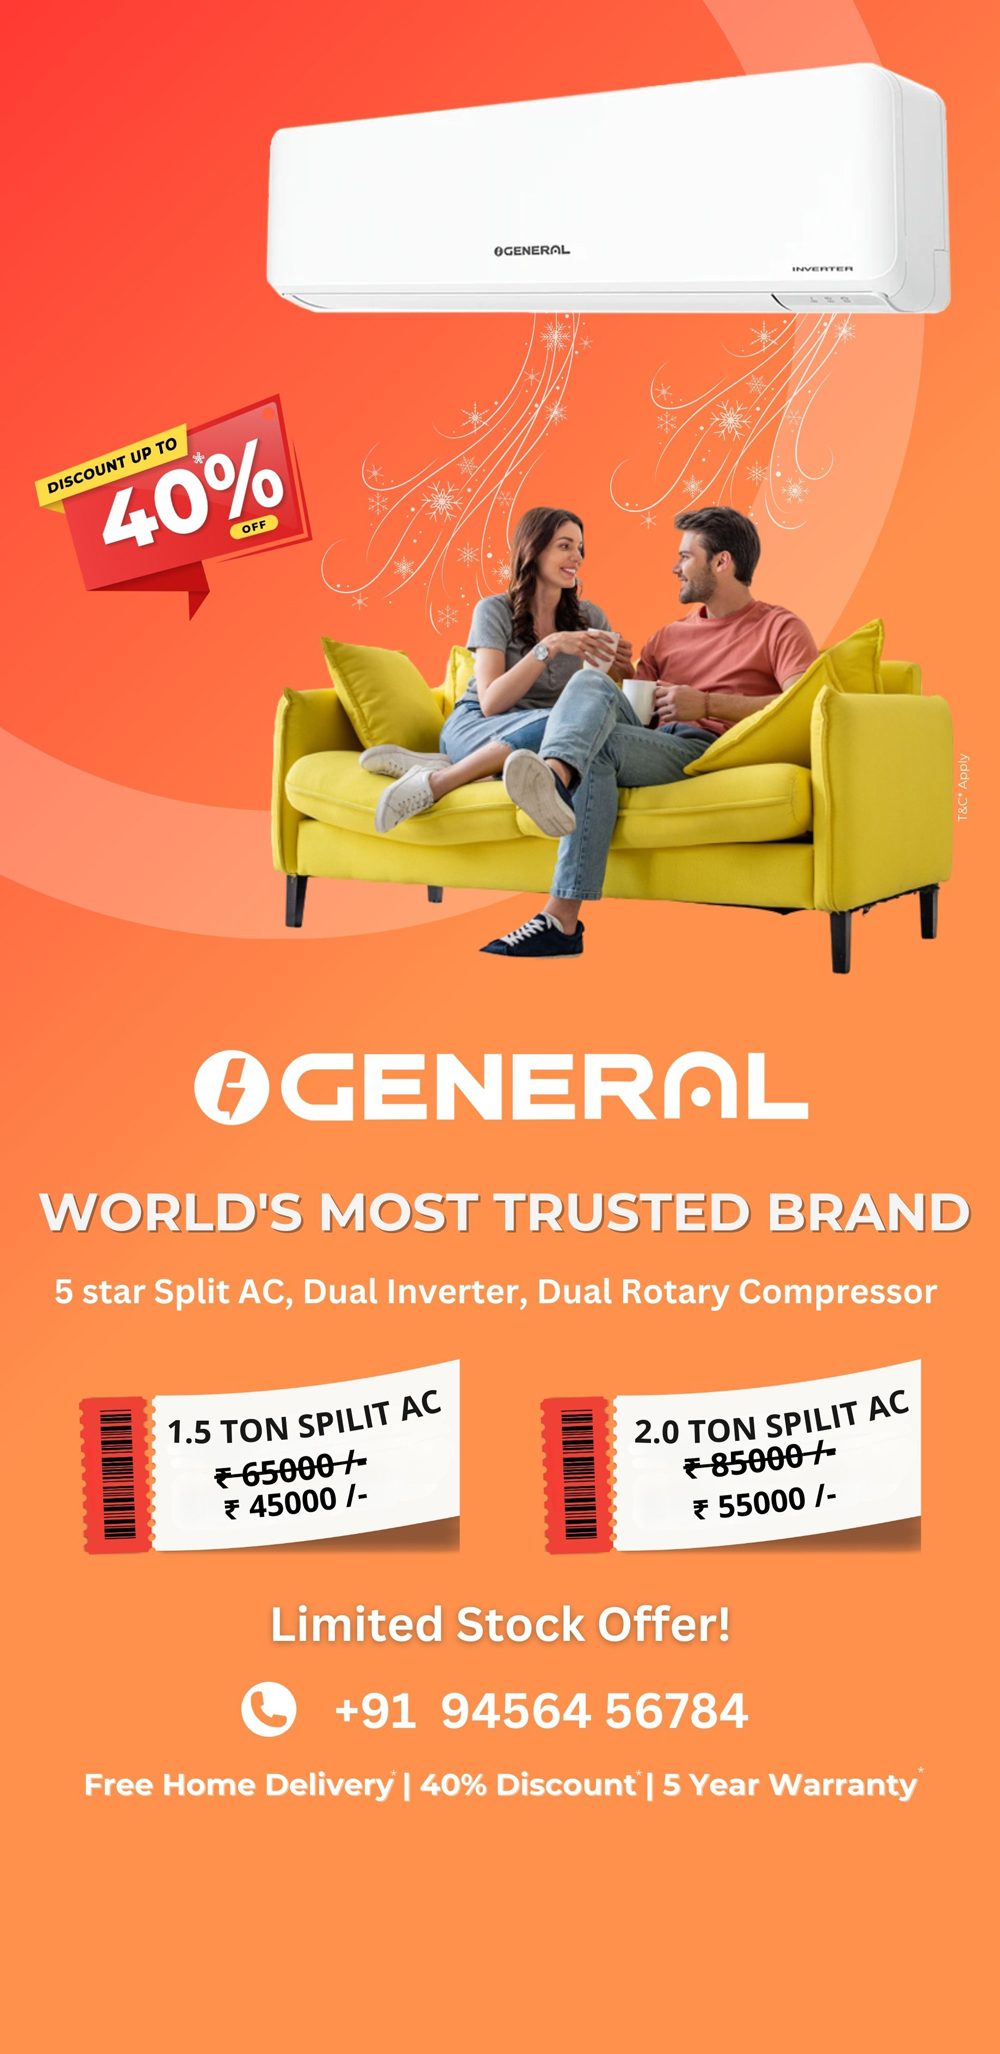 GENERAL
INVERTER
DISCOUNT UP TO
40*%
OFF
T&C* Apply
GENERAL
WORLD'S MOST TRUSTED BRAND
5 star Split AC, Dual Inverter, Dual Rotary Compressor
1.5 TON SPILIT AC
₹ 65000 /-
₹ 45000 /-
2.0 TON SPILIT AC
₹ 85000 /-
₹ 55000 /-
Limited Stock Offer!
+91 94564 56784
Free Home Delivery* | 40% Discount* | 5 Year Warranty*